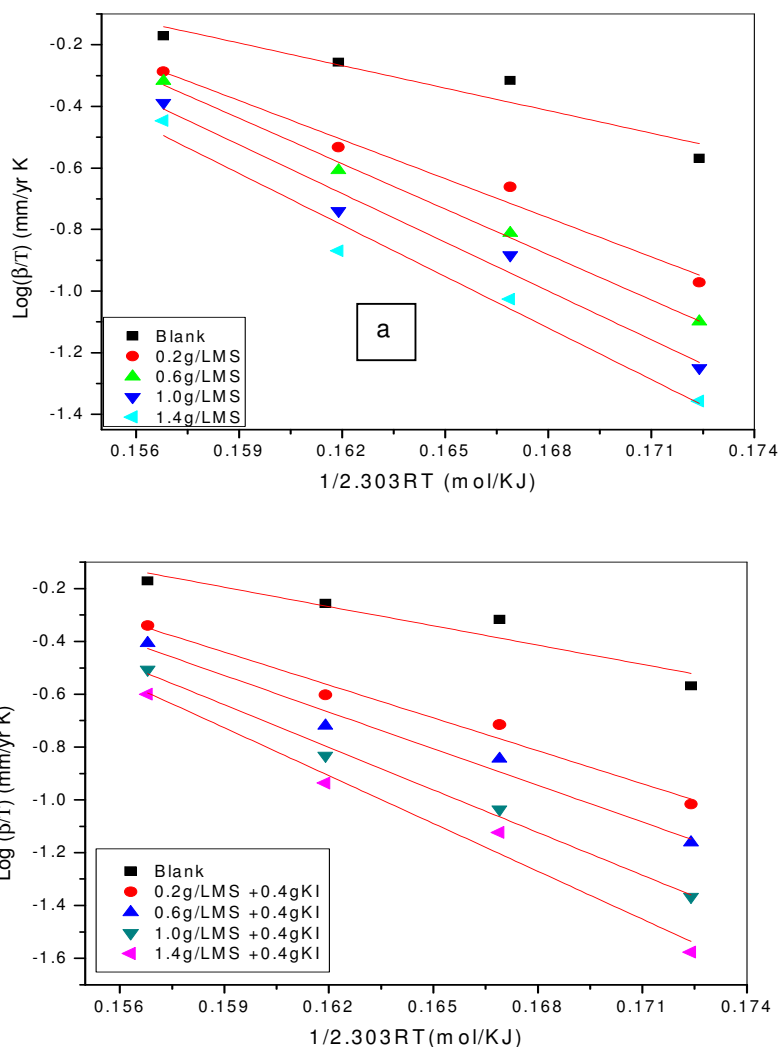 -0.2
-0.4
-0.6
-0.8
-1.0
-1.2
-1.4
Log(β/T) (mm/yr K)
a
Blank
0.2g/LMS
0.6g/LMS
1.0g/LMS
1.4g/LMS
0.156 0.159 0.162 0.165 0.168 0.171 0.174
1/2.303RT (mol/KJ)
-0.2
-0.4
-0.6
-0.8
-1.0
-1.2
-1.4
-1.6
Log (β/T) (mm/yr K)
Blank
0.2g/LMS +0.4gKI
0.6g/LMS +0.4gKI
1.0g/LMS +0.4gKI
1.4g/LMS +0.4gKI
0.156 0.159 0.162 0.165 0.168 0.171 0.174
1/2.303RT(mol/KJ)